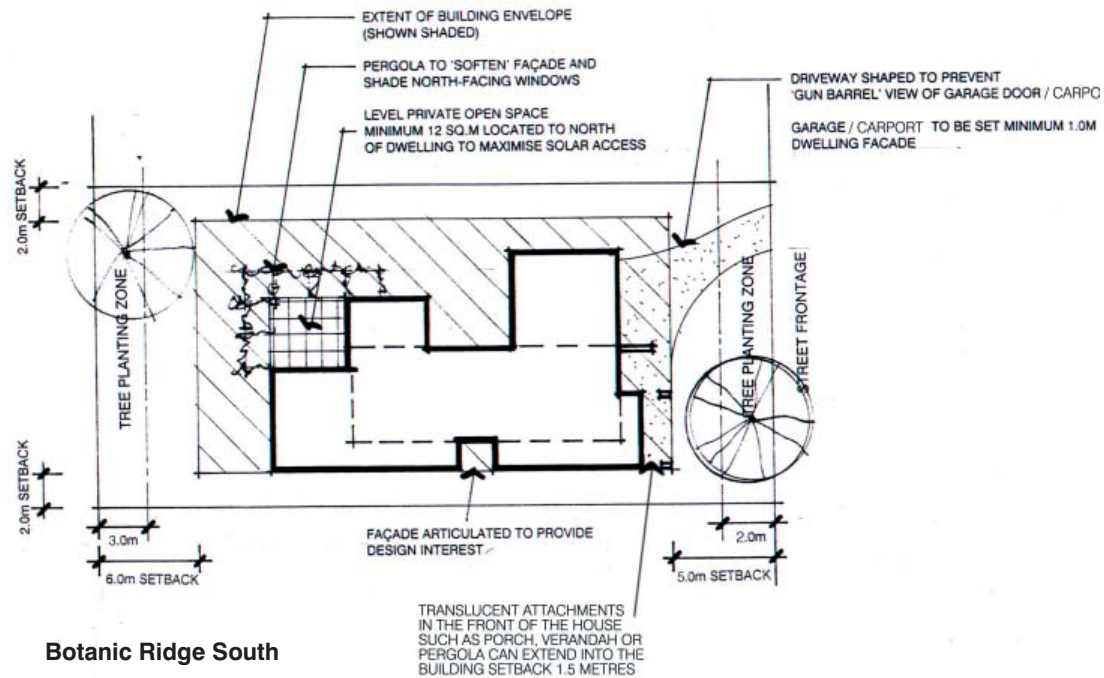 EXTENT OF BUILDING ENVELOPE
(SHOWN SHADED)
PERGOLA TO 'SOFTEN' FAÇADE AND
SHADE NORTH-FACING WINDOWS
LEVEL PRIVATE OPEN SPACE
MINIMUM 12 SQ.M LOCATED TO NORTH
OF DWELLING TO MAXIMISE SOLAR ACCESS
DRIVEWAY SHAPED TO PREVENT
'GUN BARREL' VIEW OF GARAGE DOOR / CARPO
GARAGE / CARPORT TO BE SET MINIMUM 1.0M
DWELLING FACADE
2.0m SETBACK
TREE PLANTING ZONE
TREE PLANTING ZONE
STREET FRONTAGE
2.0m SETBACK
3.0m
6.0m SETBACK
FAÇADE ARTICULATED TO PROVIDE
DESIGN INTEREST
2.0m
5.0m SETBACK
TRANSLUCENT ATTACHMENTS
IN THE FRONT OF THE HOUSE
SUCH AS PORCH, VERANDAH OR
PERGOLA CAN EXTEND INTO THE
BUILDING SETBACK 1.5 METRES
Botanic Ridge South